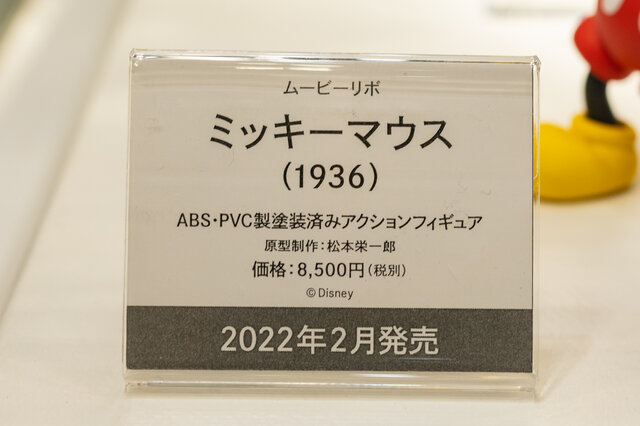 ムービーリボ
ミッキーマウス
(1936)
ABS・PVC製塗装済みアクションフィギュア
原型制作：松本栄一郎
価格：8,500円(税別)
©Disney
2022年2月発売